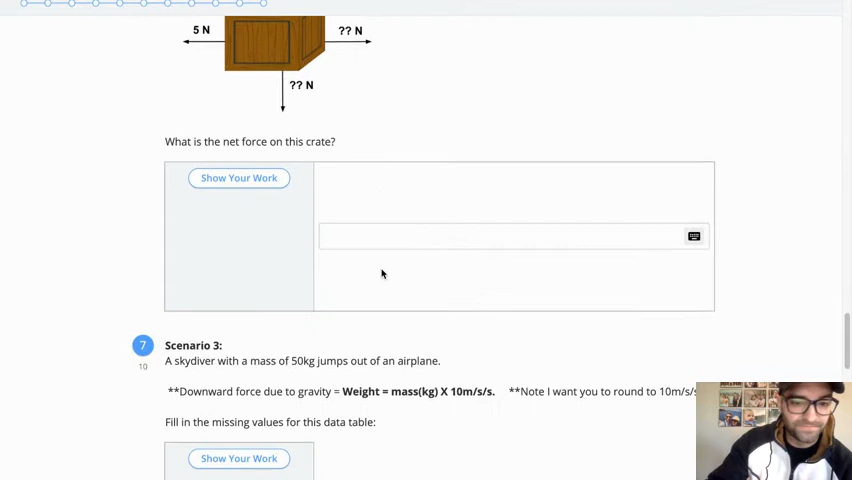 5 N
?? N
?? N
What is the net force on this crate?
Show Your Work
7
Scenario 3:
10
A skydiver with a mass of 50kg jumps out of an airplane.
**Downward force due to gravity = Weight = mass(kg) X 10m/s/s. **Note I want you to round to 10m/s/s
Fill in the missing values for this data table:
Show Your Work